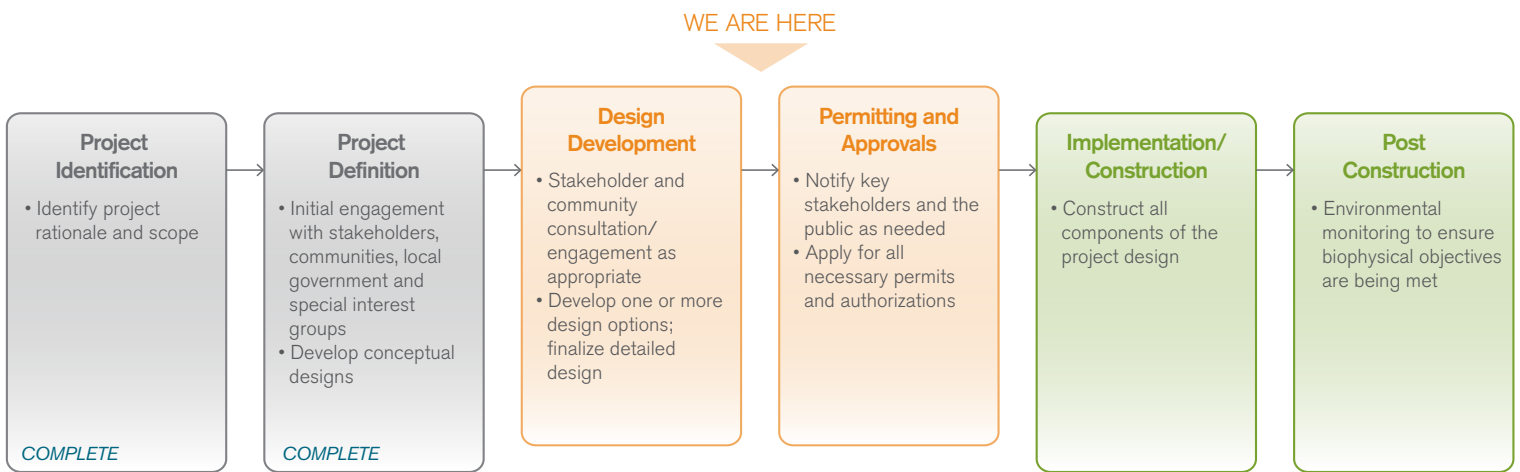 WE ARE HERE
Project
Identification
• Identify project
rationale and scope
COMPLETE
Project
Definition
• Initial engagement
with stakeholders,
communities, local
government and
special interest
groups
• Develop conceptual
designs
COMPLETE
Design
Development
• Stakeholder and
community
consultation/
engagement as
appropriate
• Develop one or more
design options;
finalize detailed
design
Permitting and
Approvals
• Notify key
stakeholders and the
public as needed
• Apply for all
necessary permits
and authorizations
Implementation/
Construction
• Construct all
components of the
project design
Post
Construction
• Environmental
monitoring to ensure
biophysical objectives
are being met